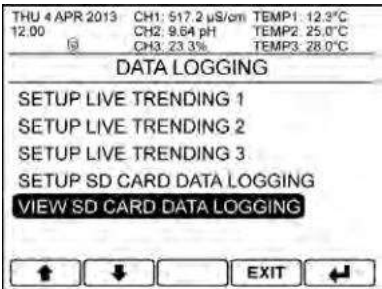 THU 4 APR 2013 CH1: 517.2 µS/cm TEMP1: 12.3°C
12.00 CH2: 9.64 pH TEMP2: 25.0°C
CH3: 23.3% TEMP3: 28.0°C
DATA LOGGING
SETUP LIVE TRENDING 1
SETUP LIVE TRENDING 2
SETUP LIVE TRENDING 3
SETUP SD CARD DATA LOGGING
VIEW SD CARD DATA LOGGING
EXIT